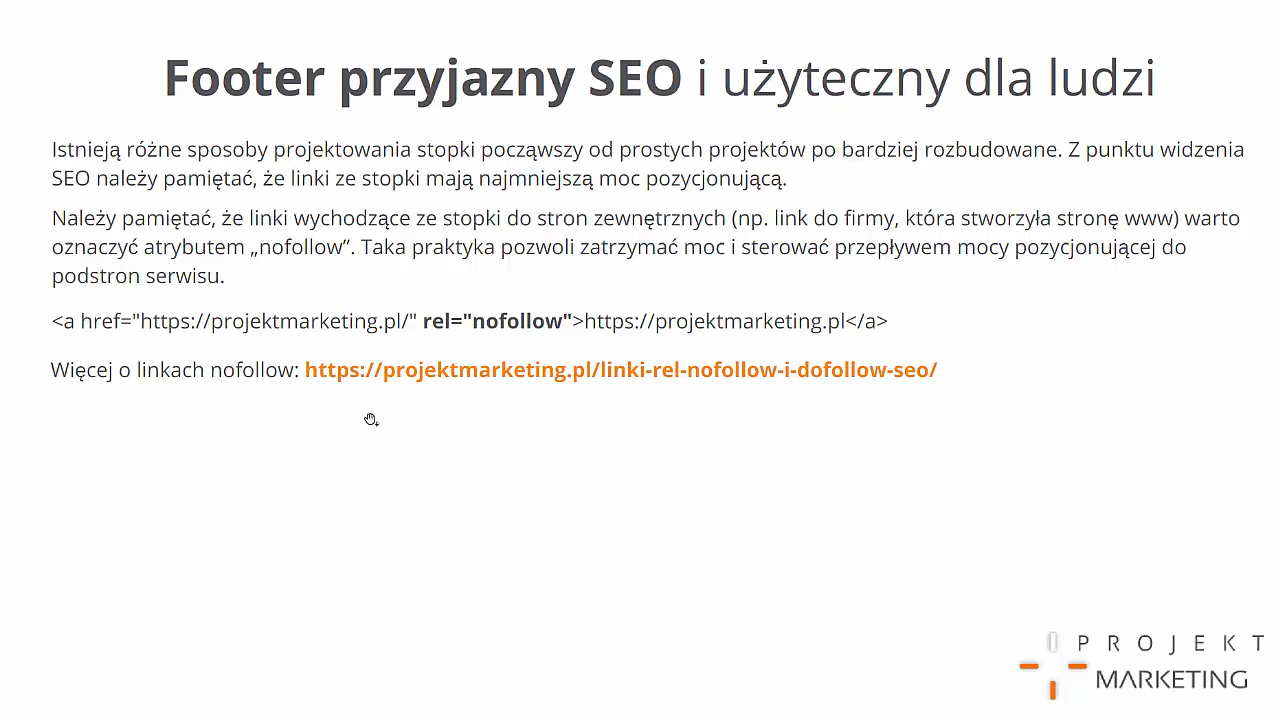 Footer przyjazny SEO i użyteczny dla ludzi
Istnieją różne sposoby projektowania stopki począwszy od prostych projektów po bardziej rozbudowane. Z punktu widzenia
SEO należy pamiętać, że linki ze stopki mają najmniejszą moc pozycjonującą.
Należy pamiętać, że linki wychodzące ze stopki do stron zewnętrznych (np. link do firmy, która stworzyła stronę www) warto
oznaczyć atrybutem „nofollow”. Taka praktyka pozwoli zatrzymać moc i sterować przepływem mocy pozycjonującej do
podstron serwisu.
<a href="https://projektmarketing.pl/" rel="nofollow">https://projektmarketing.pl</a>
Więcej o linkach nofollow: https://projektmarketing.pl/linki-rel-nofollow-i-dofollow-seo/
PROJEKT
MARKETING